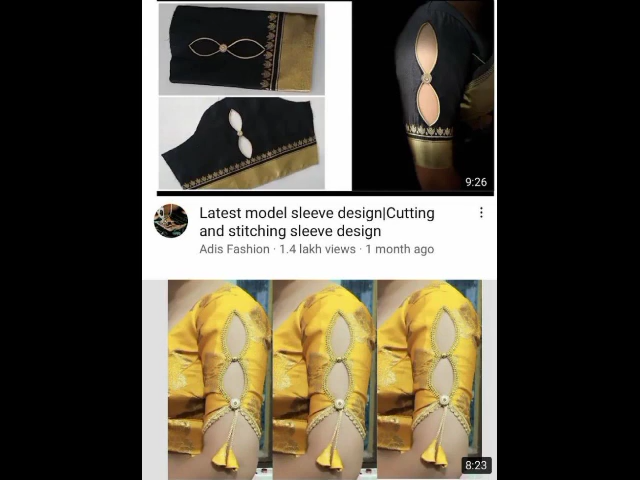 9:26
Latest model sleeve design|Cutting
and stitching sleeve design
Adis Fashion · 1.4 lakh views · 1 month ago
8:23